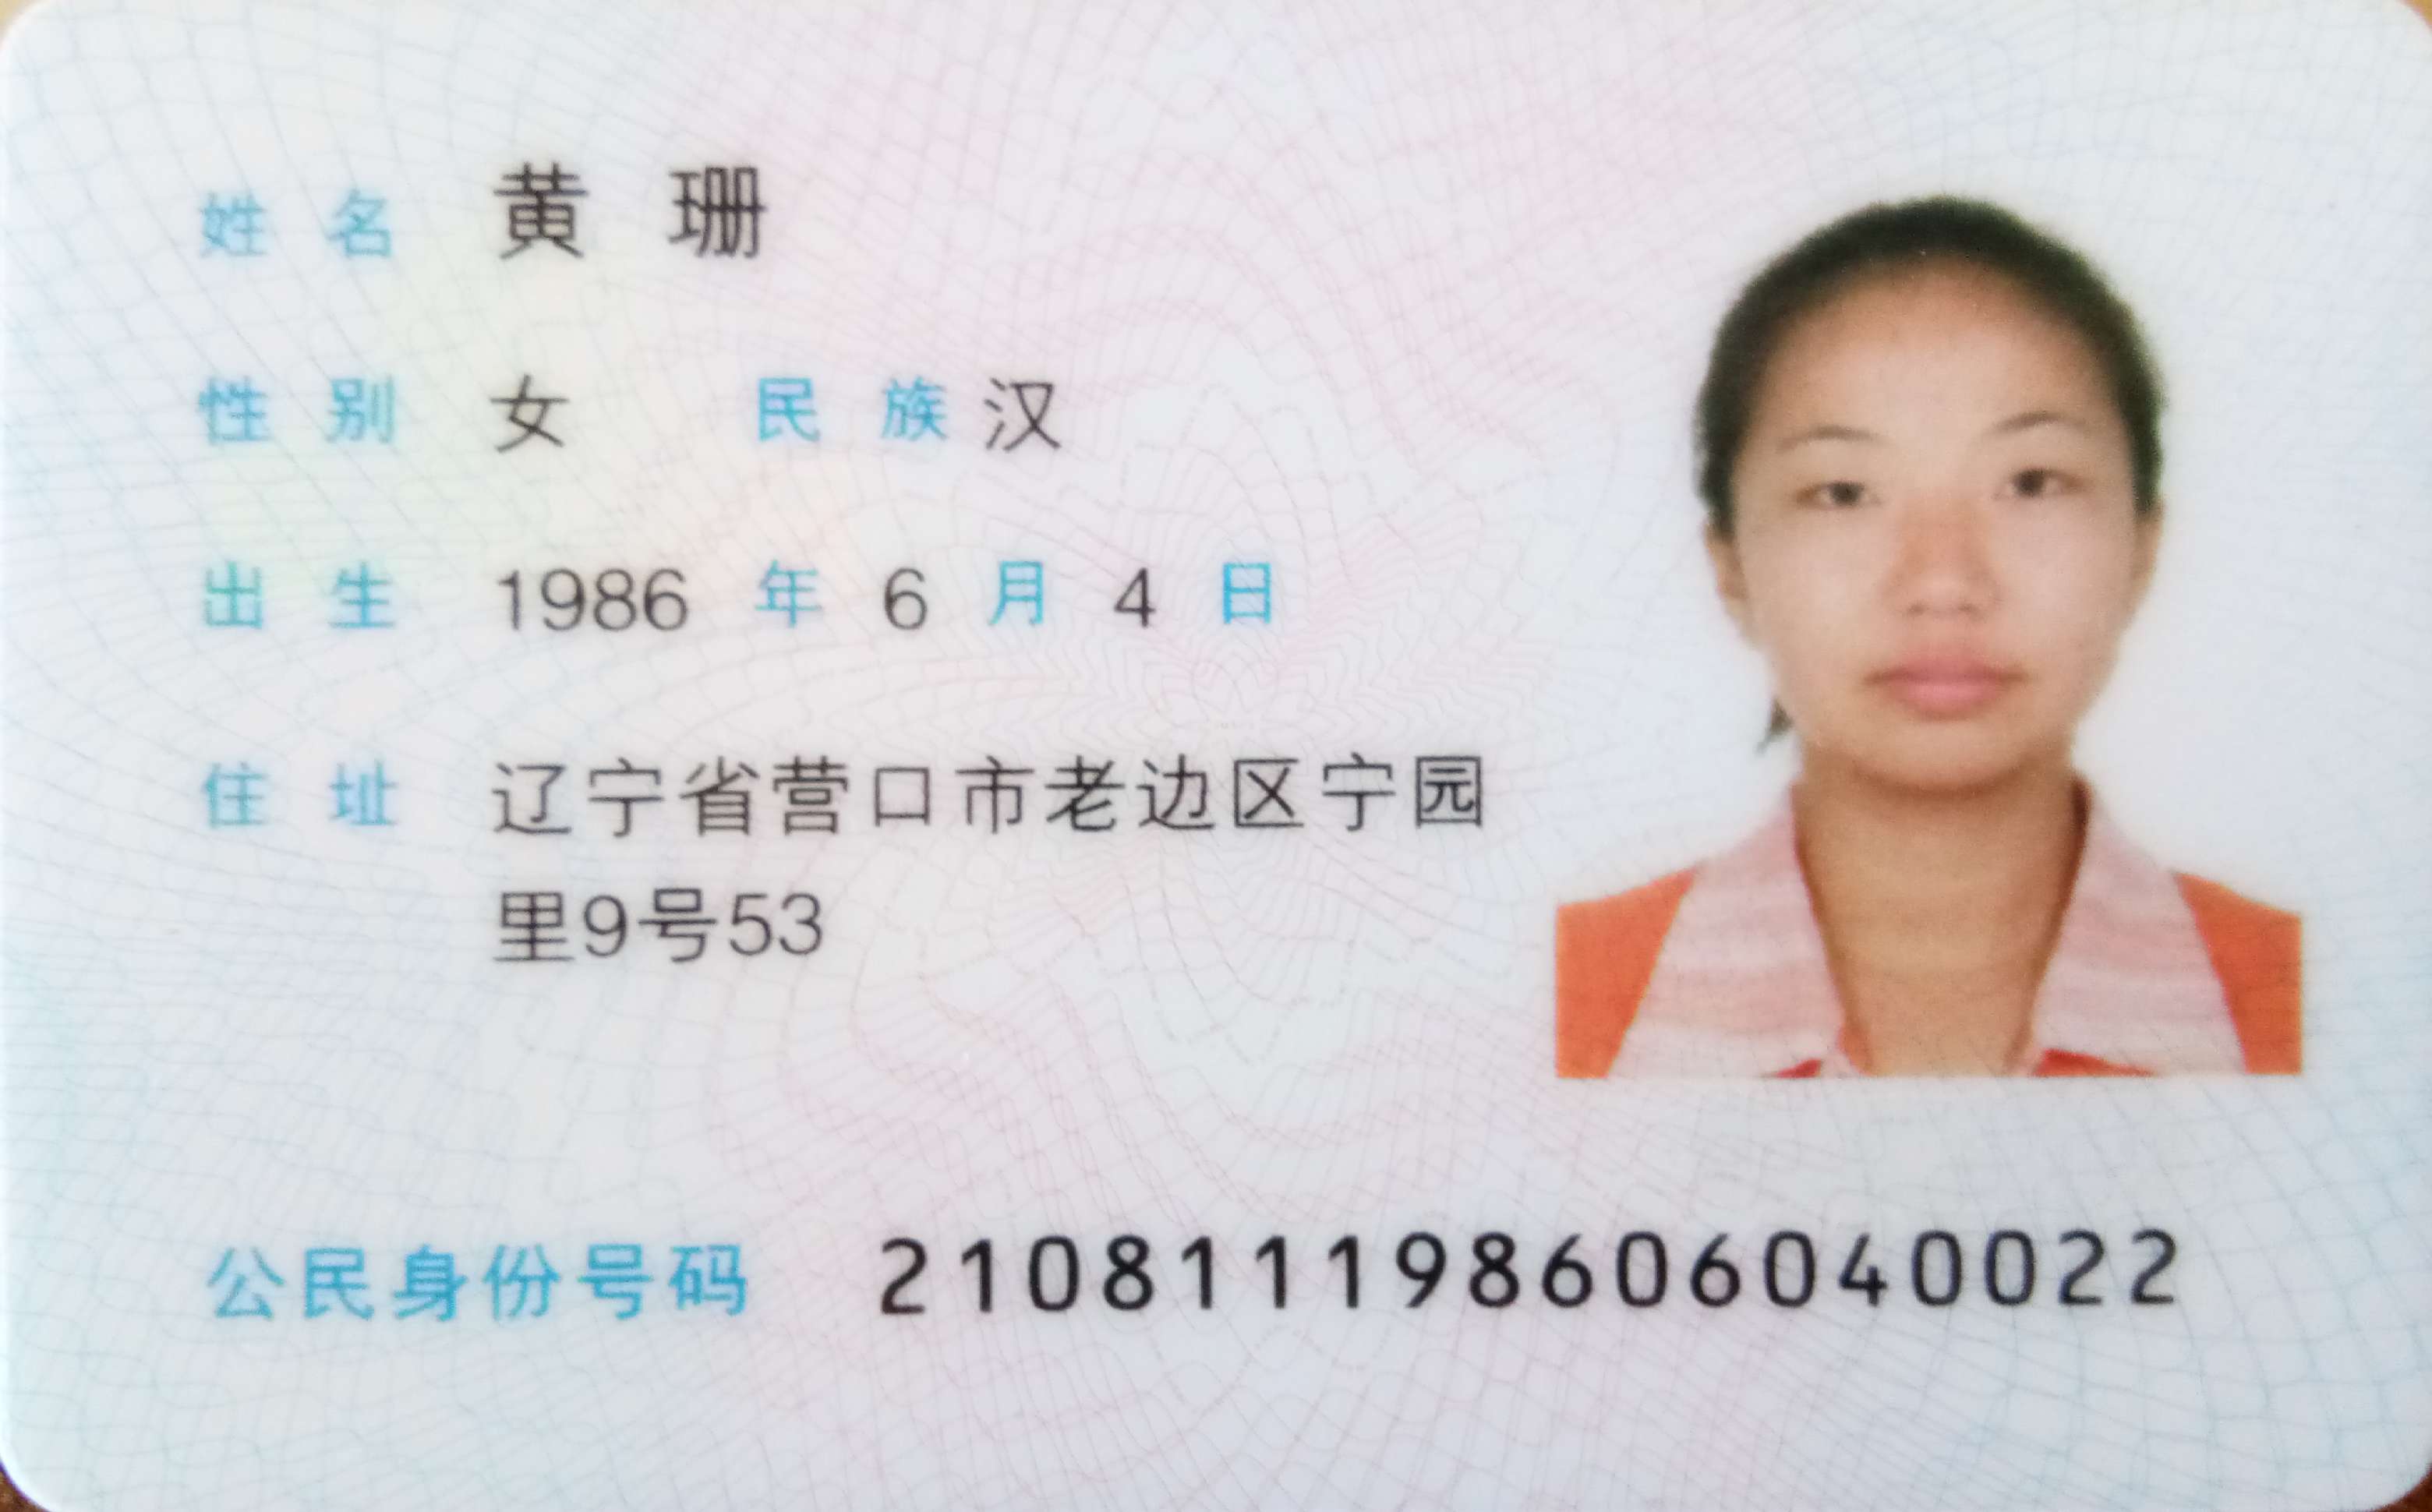 姓名 黄珊
性别 女 民族 汉
出生 1986 年 6 月 4 日
住址 辽宁省营口市老边区宁园
里9号53
公民身份号码 210811198606040022